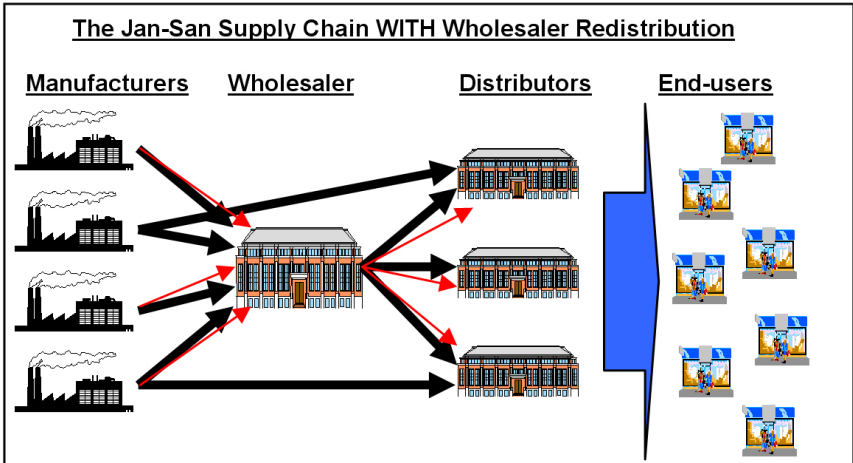 The Jan-San Supply Chain WITH Wholesaler Redistribution
Manufacturers Wholesaler Distributors End-users